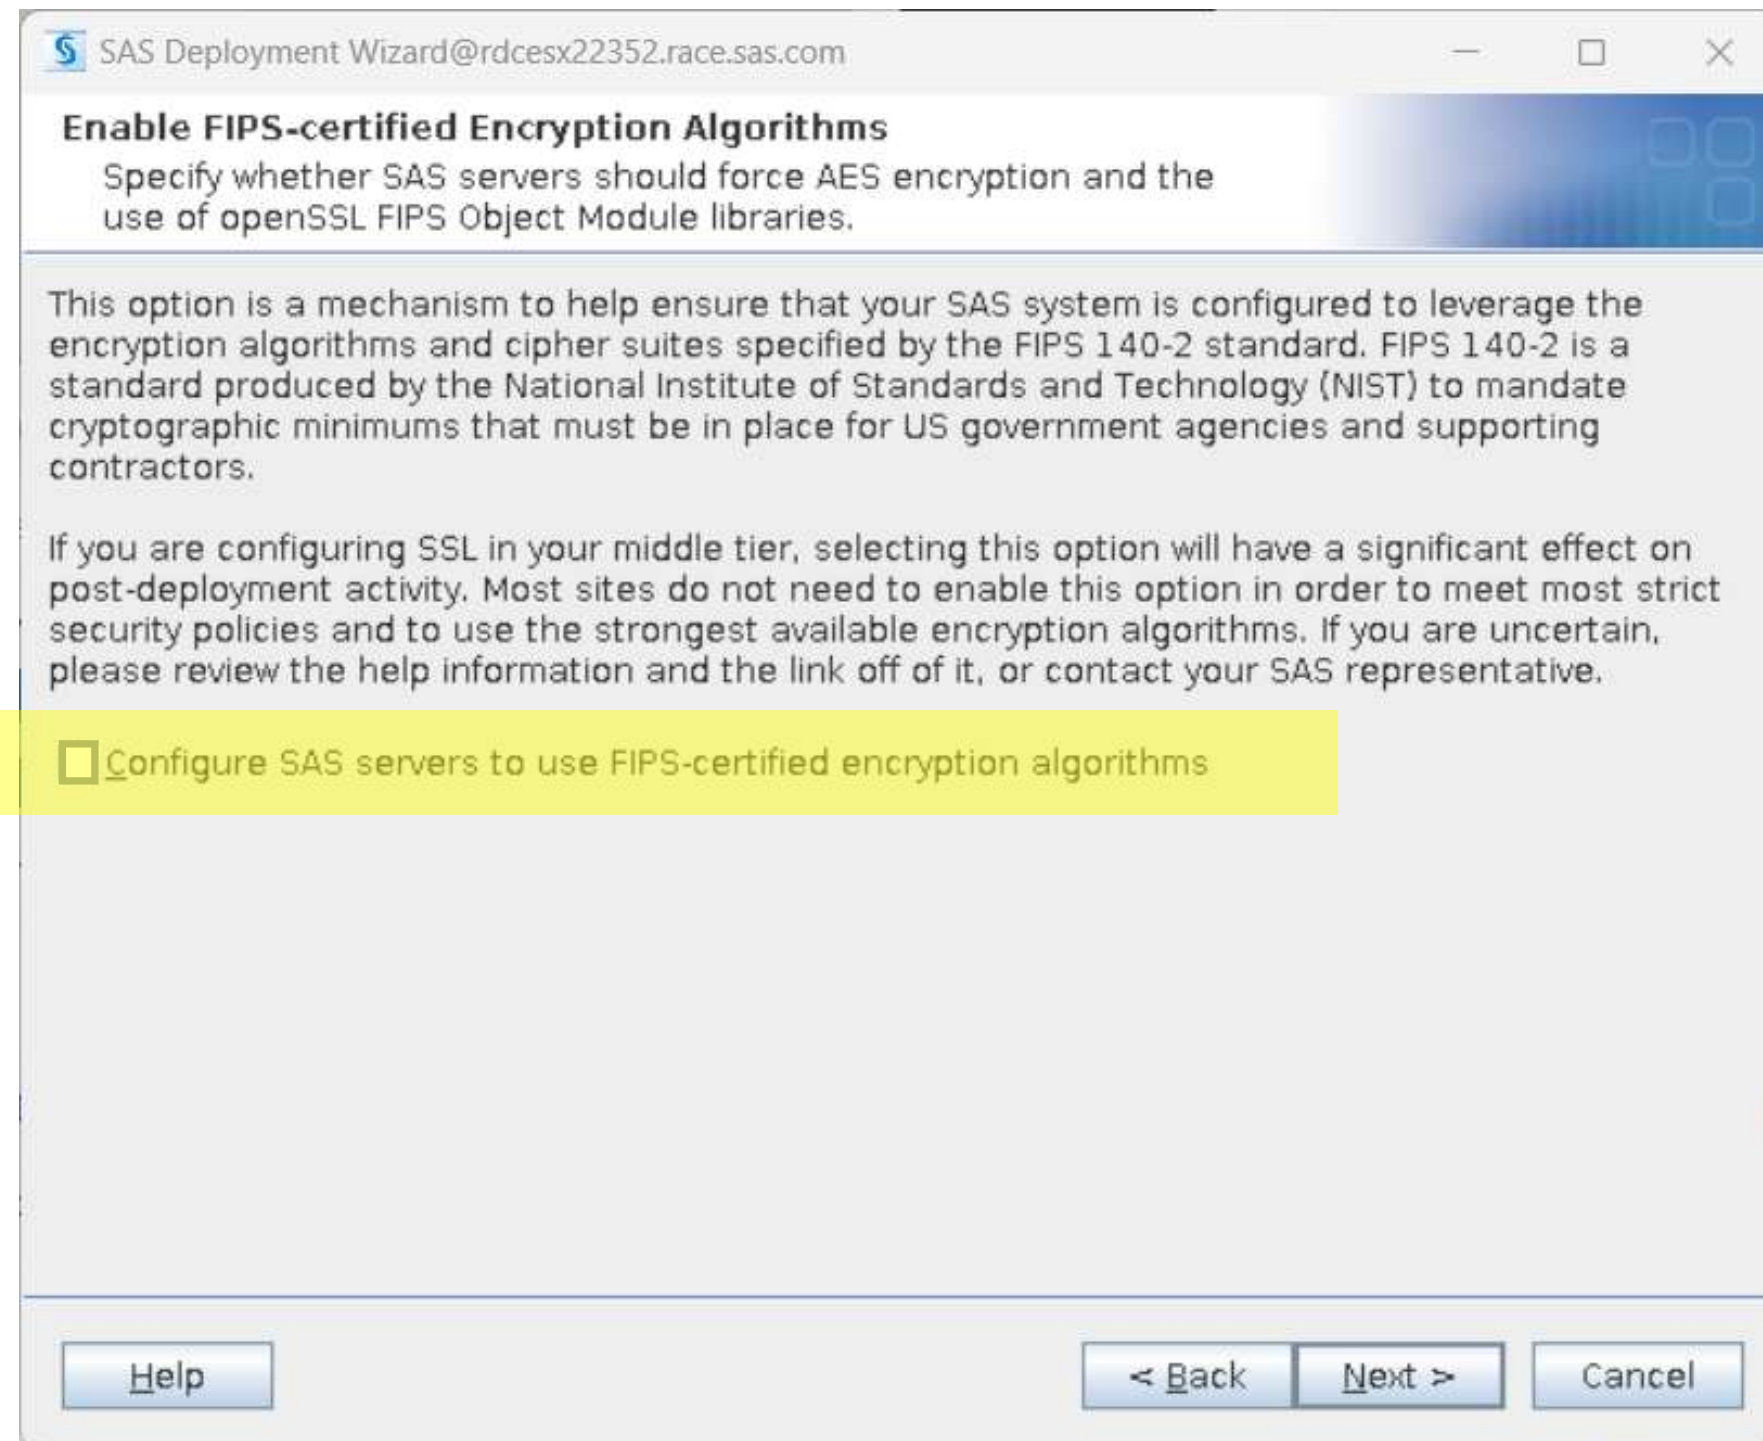 SAS Deployment Wizard@rdcesx22352.race.sas.com
Enable FIPS-certified Encryption Algorithms
Specify whether SAS servers should force AES encryption and the
use of openSSL FIPS Object Module libraries.
This option is a mechanism to help ensure that your SAS system is configured to leverage the
encryption algorithms and cipher suites specified by the FIPS 140-2 standard. FIPS 140-2 is a
standard produced by the National Institute of Standards and Technology (NIST) to mandate
cryptographic minimums that must be in place for US government agencies and supporting
contractors.
If you are configuring SSL in your middle tier, selecting this option will have a significant effect on
post-deployment activity. Most sites do not need to enable this option in order to meet most strict
security policies and to use the strongest available encryption algorithms. If you are uncertain,
please review the help information and the link off of it, or contact your SAS representative.
Configure SAS servers to use FIPS-certified encryption algorithms
Help < Back Next > Cancel